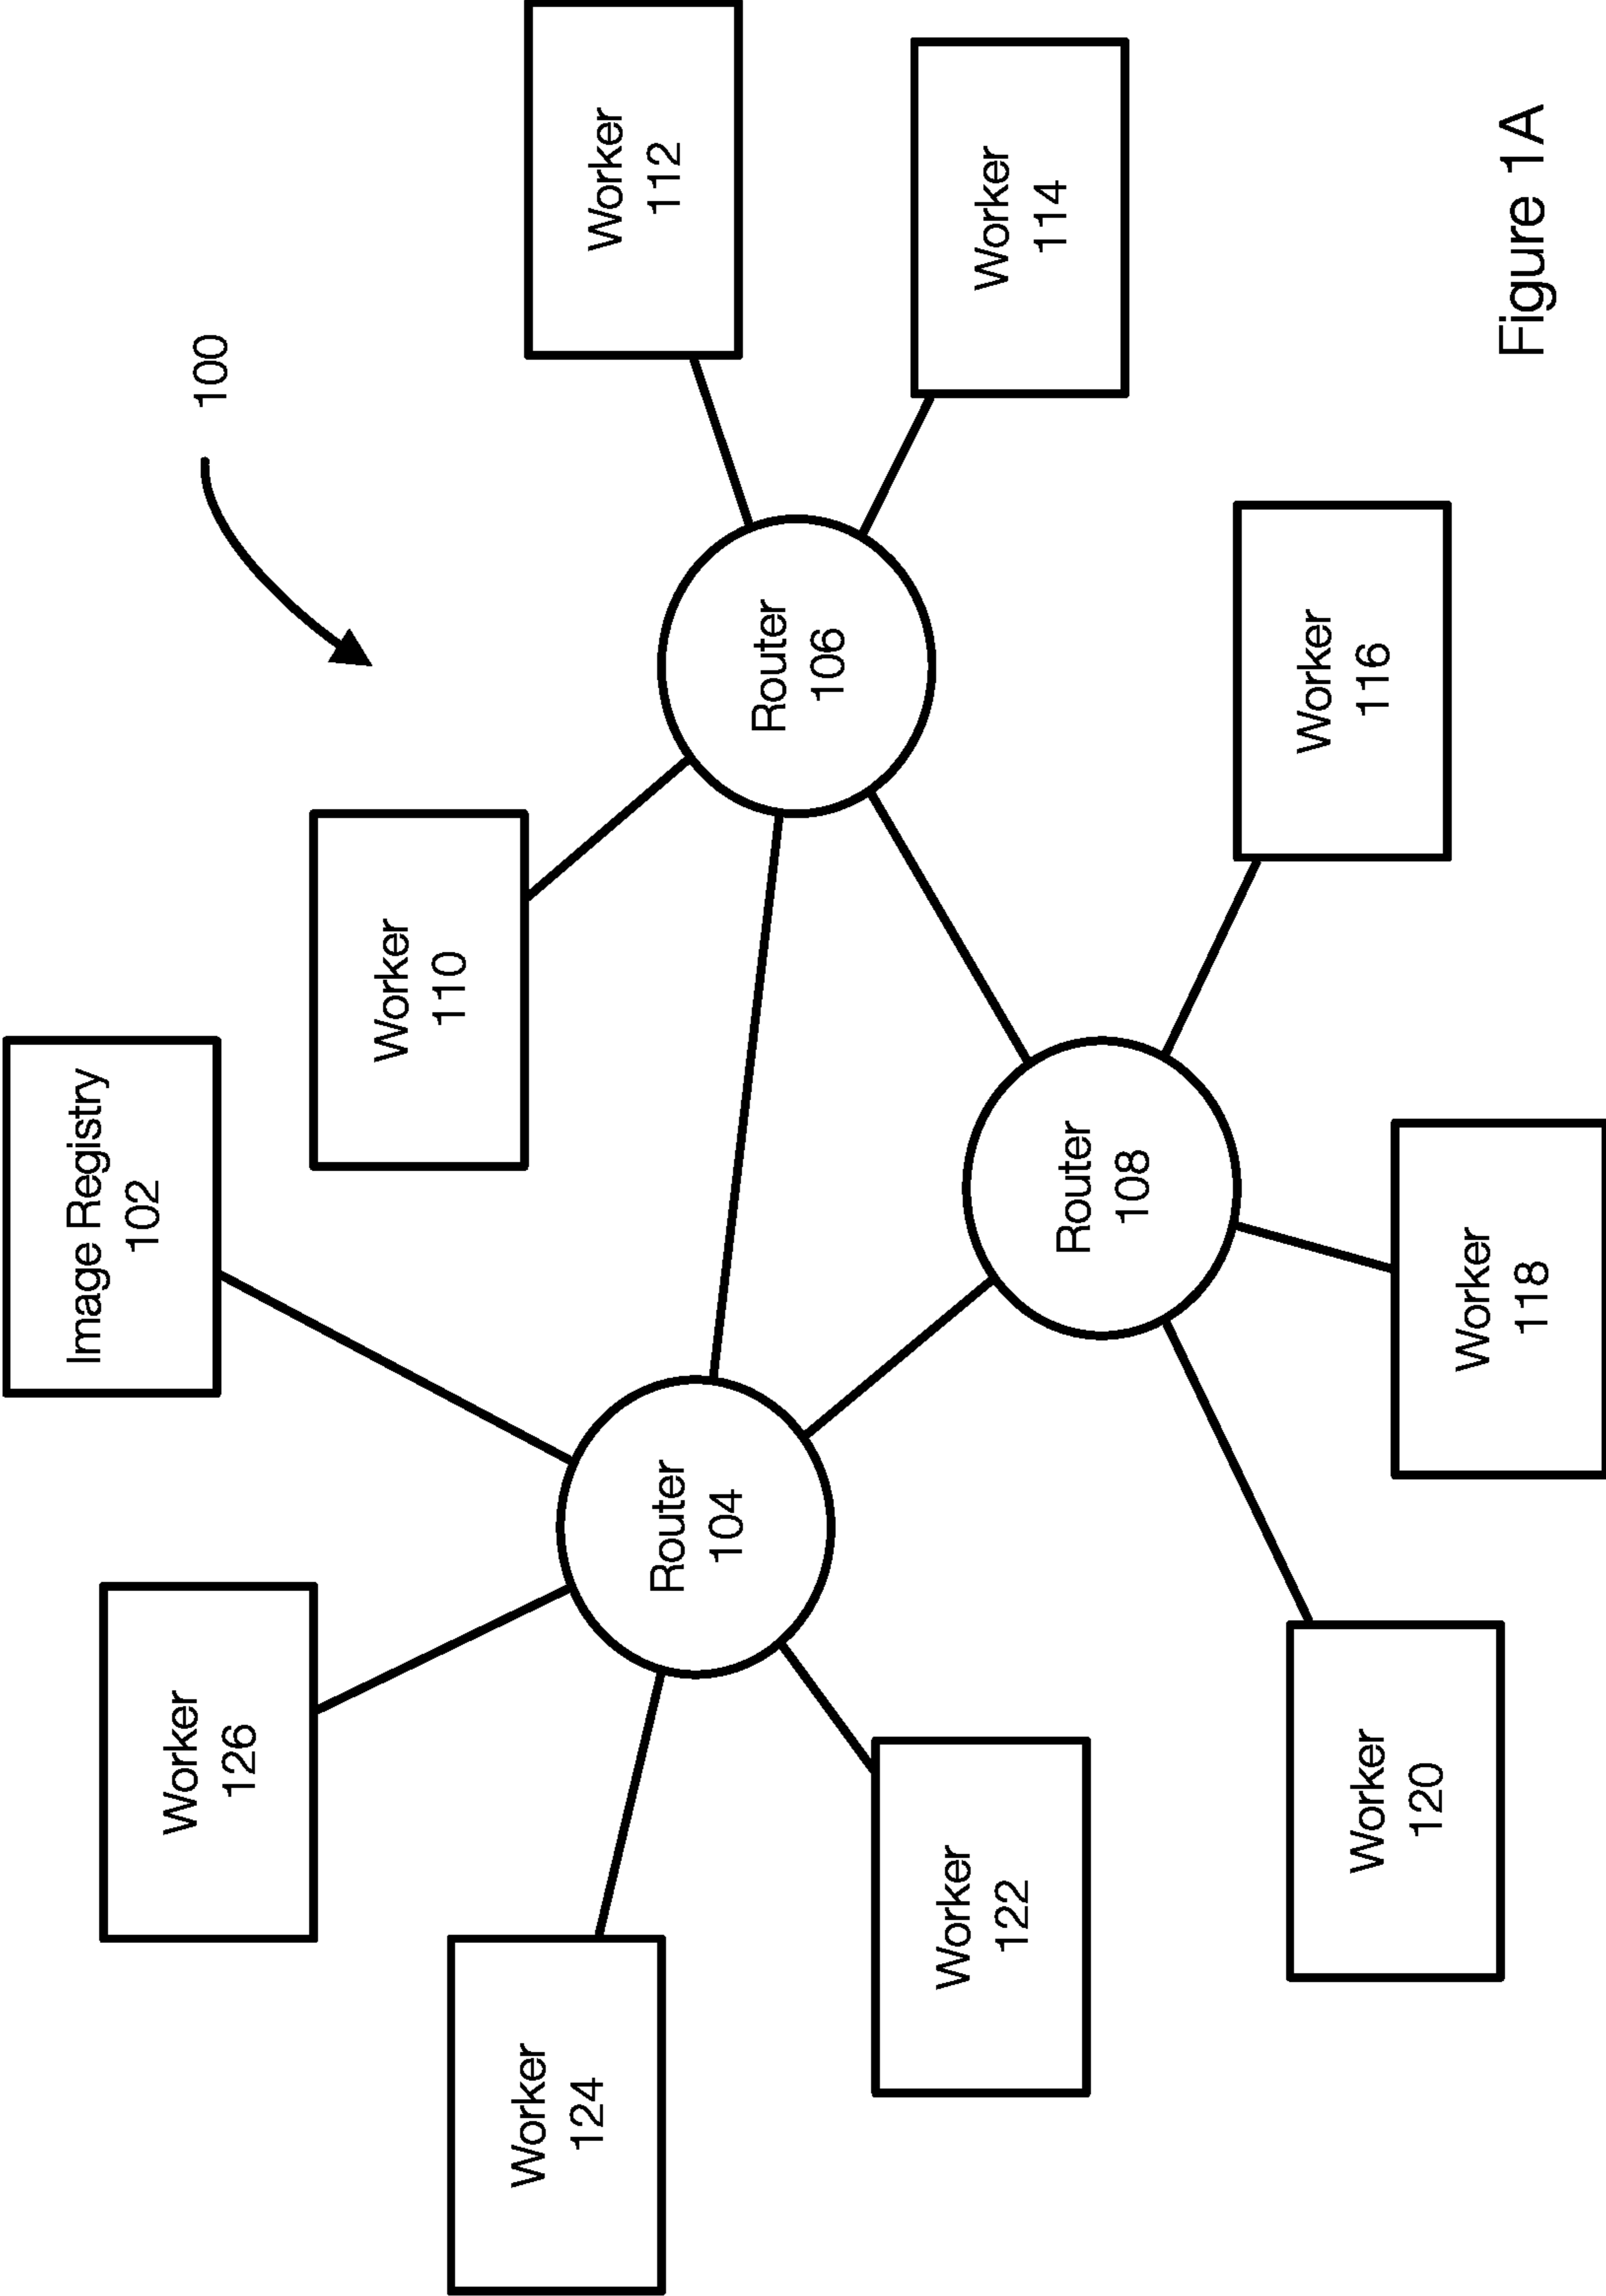 100
Image Registry
102
Worker
126
Worker
110
Worker
112
Worker
124
Router
104
Router
106
Worker
114
Worker
122
Router
108
Worker
116
Worker
120
Worker
118
Figure 1A